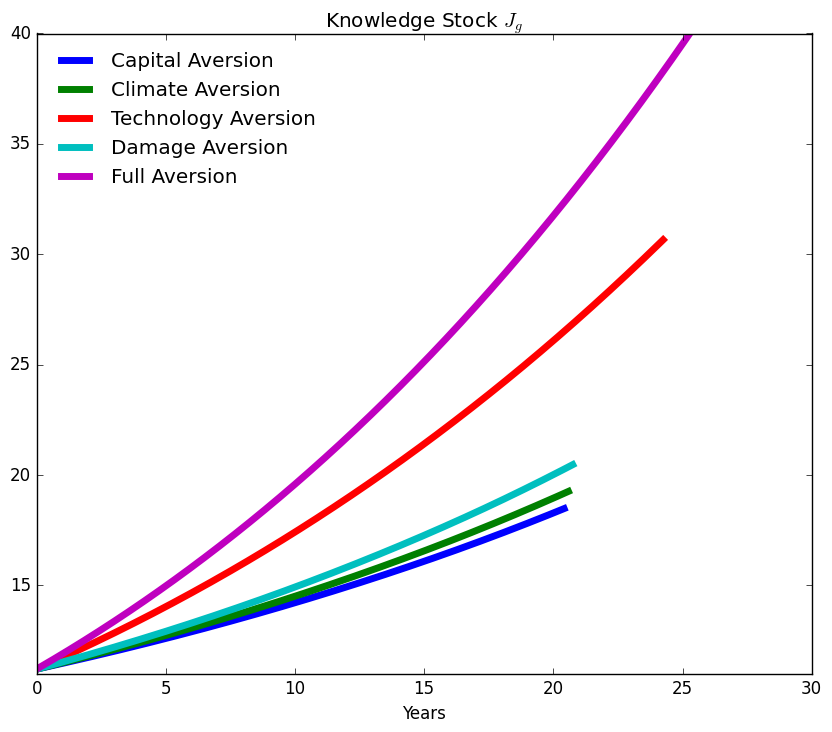 Knowledge Stock $J_g$
40
Capital Aversion
Climate Aversion
35
Technology Aversion
Damage Aversion
Full Aversion
30
25
20
15
0 5 10 15 20 25 30
Years